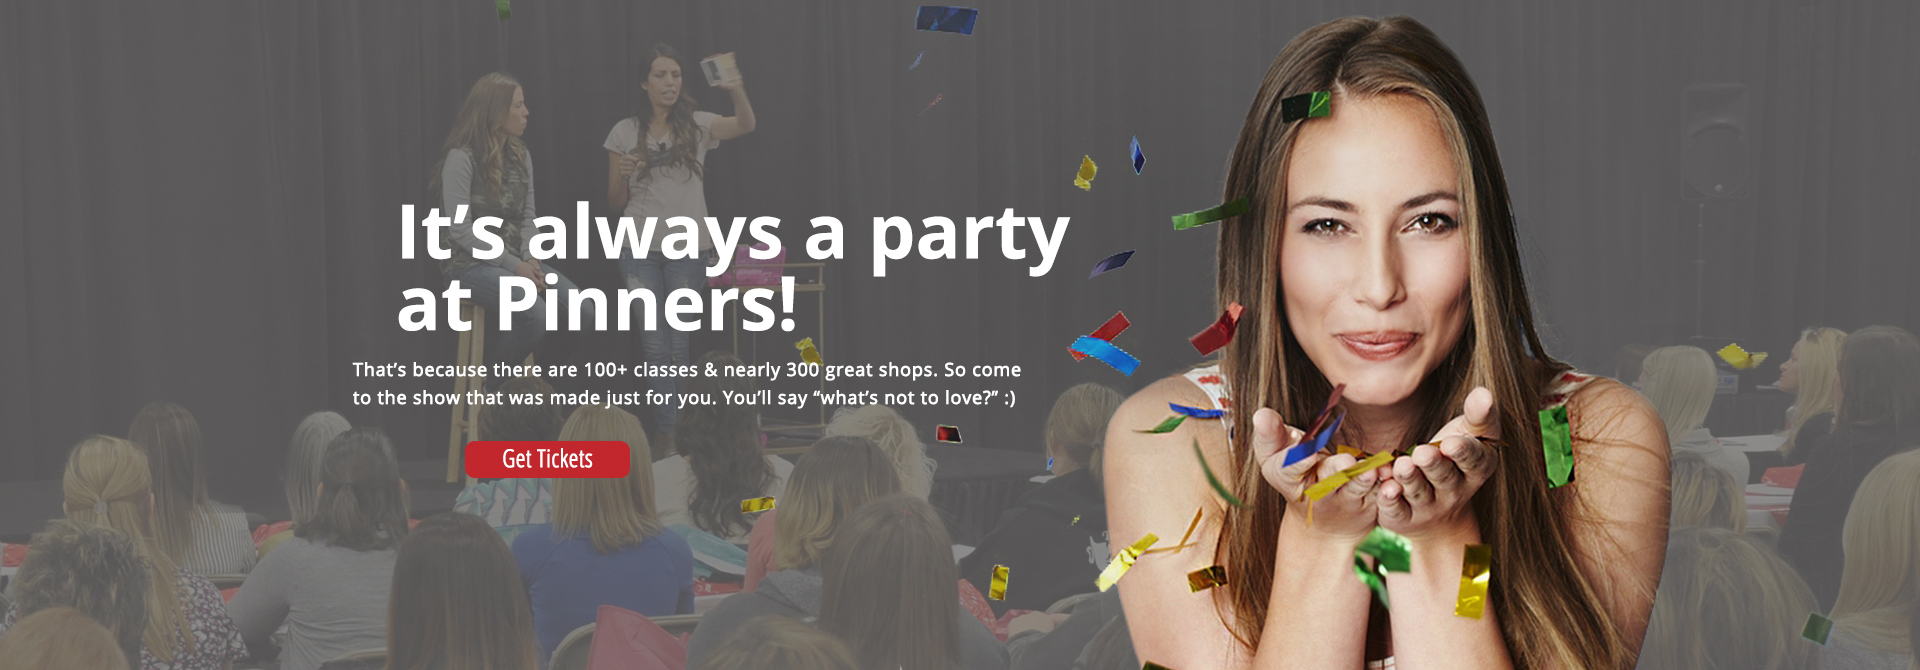 It’s always a party
at Pinners!
That’s because there are 100+ classes & nearly 300 great shops. So come
to the show that was made just for you. You’ll say “what’s not to love?” :)
Get Tickets